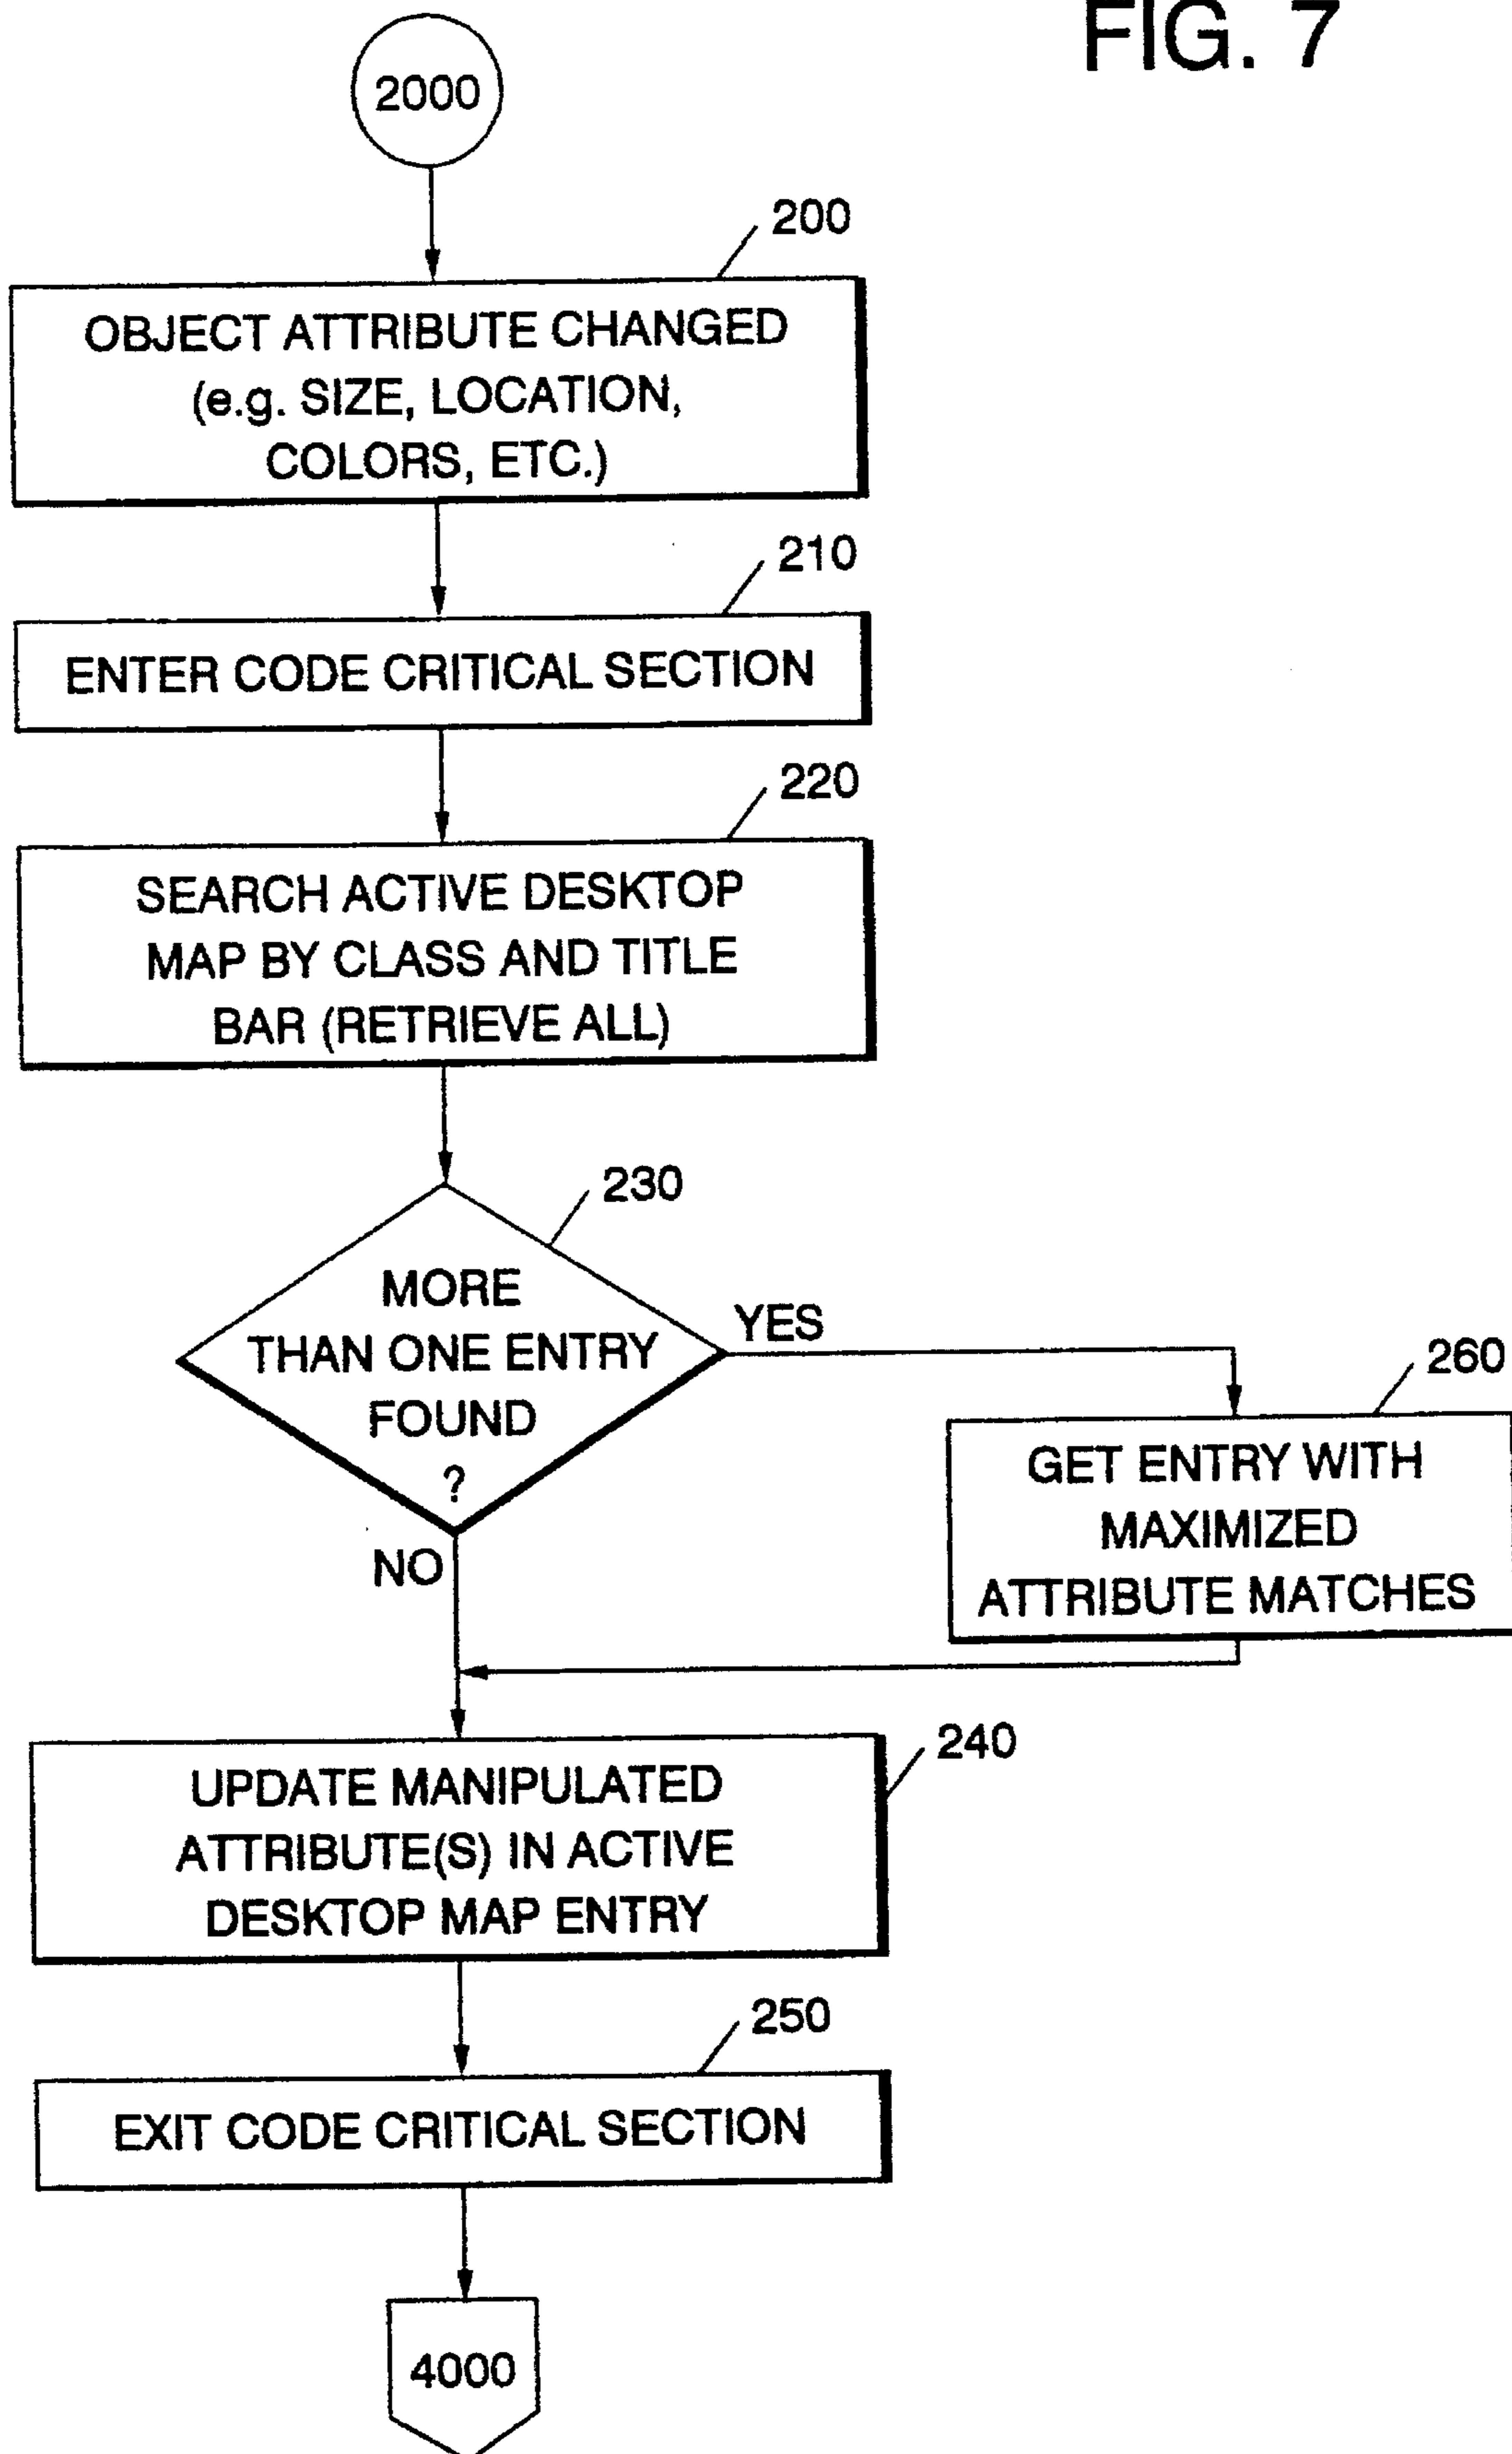 FIG. 7
2000
200
OBJECT ATTRIBUTE CHANGED
(e.g. SIZE, LOCATION,
COLORS, ETC.)
210
ENTER CODE CRITICAL SECTION
220
SEARCH ACTIVE DESKTOP
MAP BY CLASS AND TITLE
BAR (RETRIEVE ALL)
230
MORE
THAN ONE ENTRY
FOUND
?
YES
NO
260
GET ENTRY WITH
MAXIMIZED
ATTRIBUTE MATCHES
240
UPDATE MANIPULATED
ATTRIBUTE(S) IN ACTIVE
DESKTOP MAP ENTRY
250
EXIT CODE CRITICAL SECTION
4000